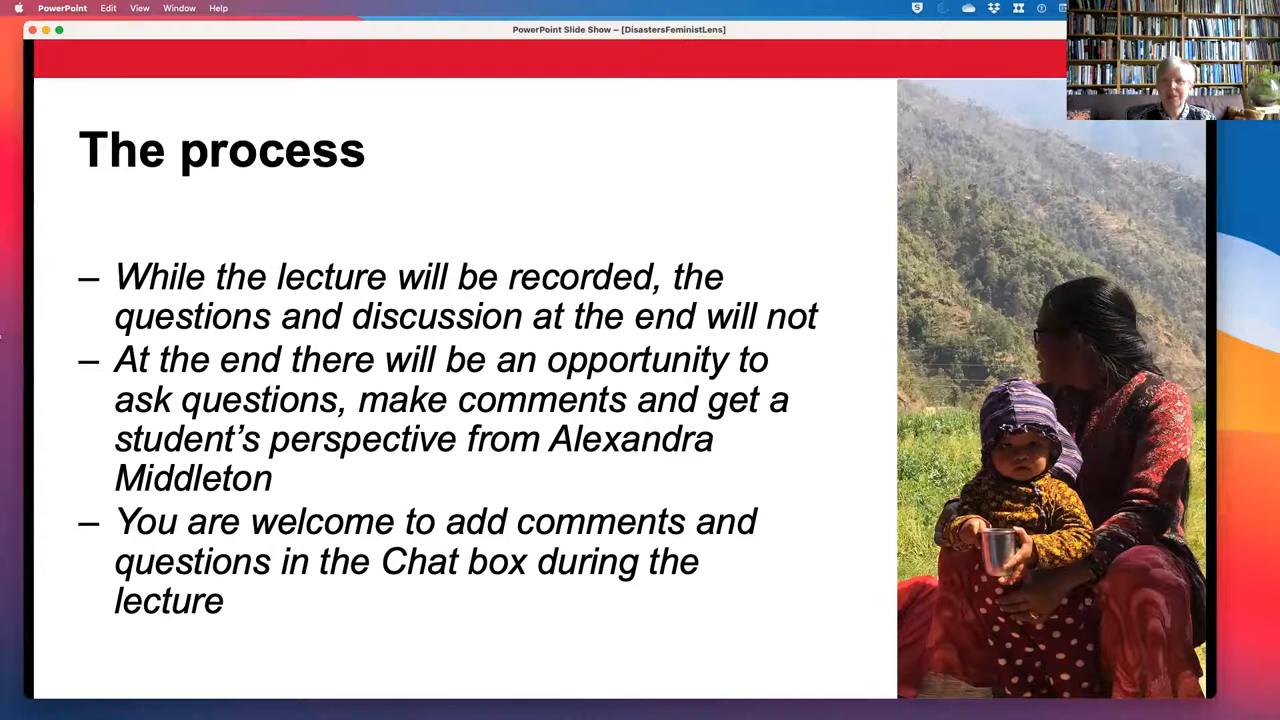 PowerPoint Edit View Window Help
PowerPoint Slide Show – [DisastersFeministLens]
The process
– While the lecture will be recorded, the
questions and discussion at the end will not
– At the end there will be an opportunity to
ask questions, make comments and get a
student’s perspective from Alexandra
Middleton
– You are welcome to add comments and
questions in the Chat box during the
lecture